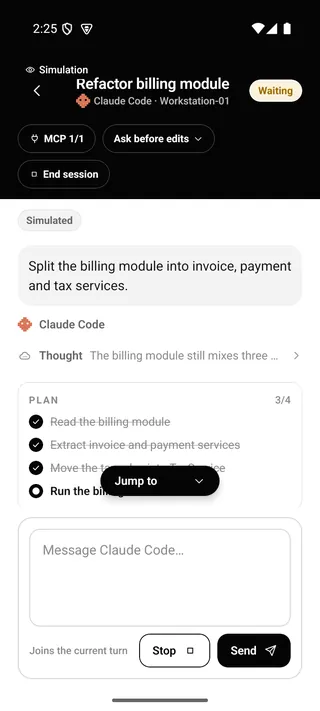 2:25
Simulation
Refactor billing module
Claude Code · Workstation-01
Waiting
MCP 1/1
Ask before edits
End session
Simulated
Split the billing module into invoice, payment
and tax services.
Claude Code
Thought The billing module still mixes three …
PLAN 3/4
Read the billing module
Extract invoice and payment services
Move the
Run the
Jump to
Message Claude Code…
Joins the current turn
Stop
Send